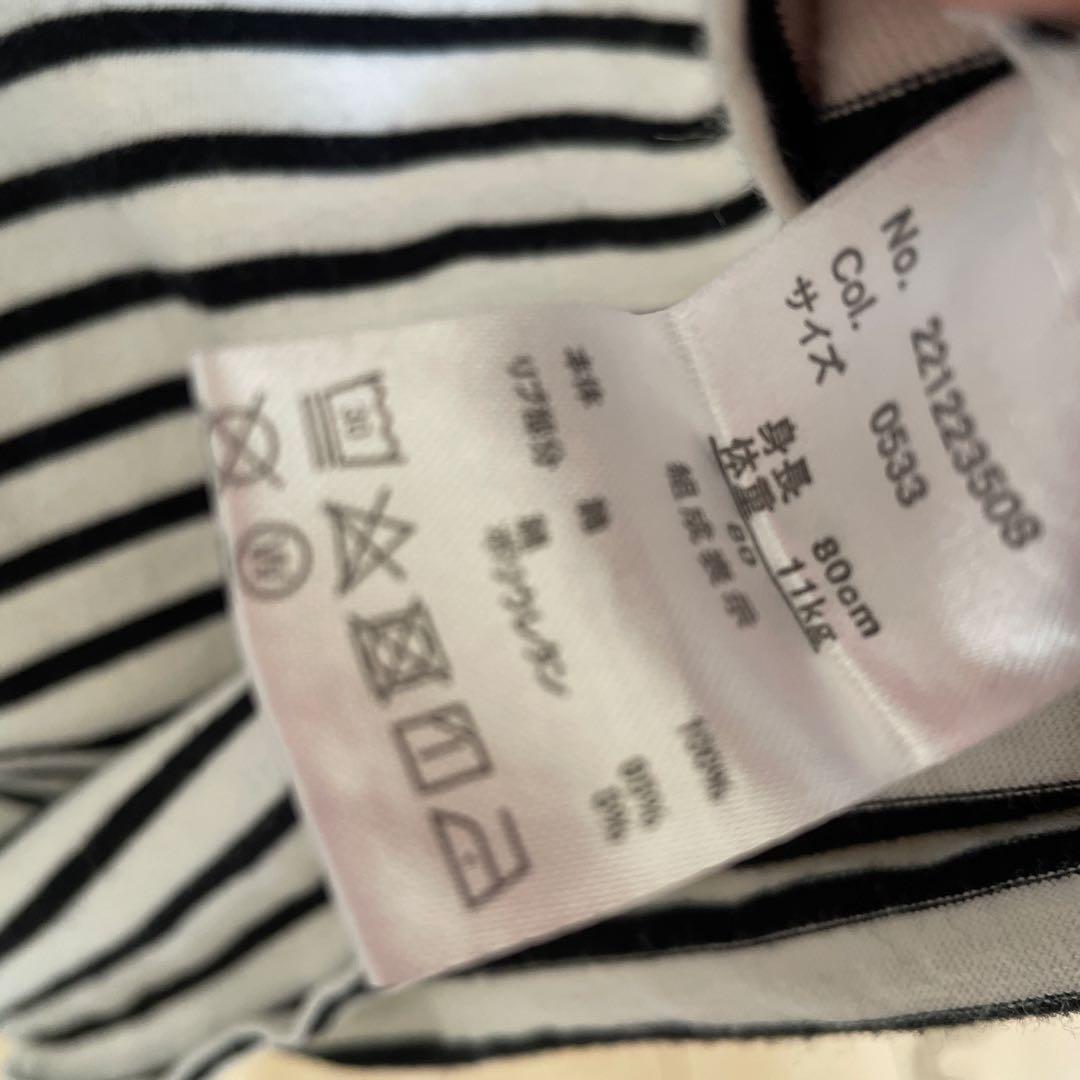 No. 221223508
Col. 0533
サイズ
身長 80cm
体重 11kg
80
組成表示
本体 綿 100%
リブ部分 綿 95%
ポリウレタン 5%
30
W